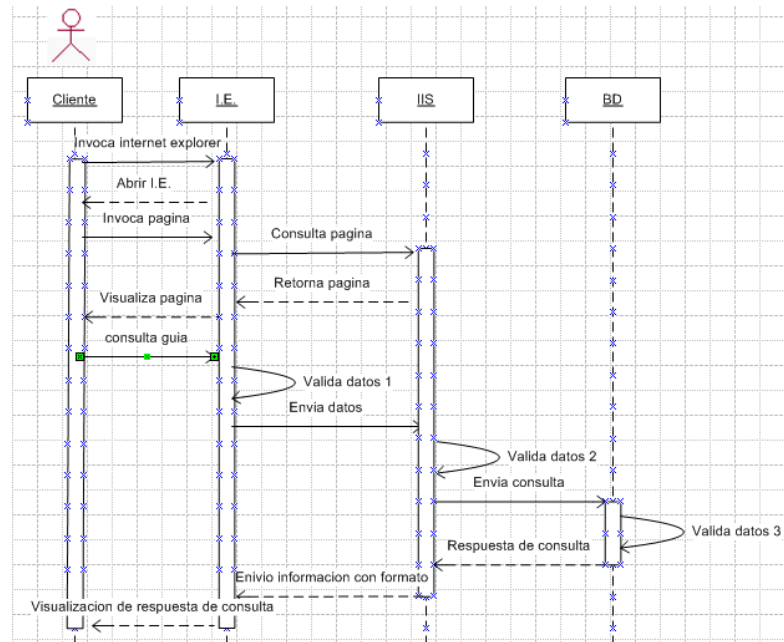 Cliente
I.E.
IIS
BD
Invoca internet explorer
Abrir I.E.
Invoca pagina
Consulta pagina
Retorna pagina
Visualiza pagina
consulta guia
Valida datos 1
Envia datos
Valida datos 2
Envia consulta
Valida datos 3
Respuesta de consulta
Enivio informacion con formato
Visualizacion de respuesta de consulta